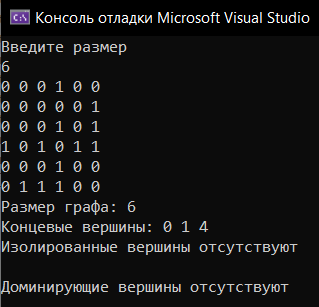 Консоль отладки Microsoft Visual Studio
Введите размер
6
0 0 0 1 0 0
0 0 0 0 0 1
0 0 0 1 0 1
1 0 1 0 1 1
0 0 0 1 0 0
0 1 1 1 0 0
Размер графа: 6
Концевые вершины: 0 1 4
Изолированные вершины отсутствуют
Доминирующие вершины отсутствуют